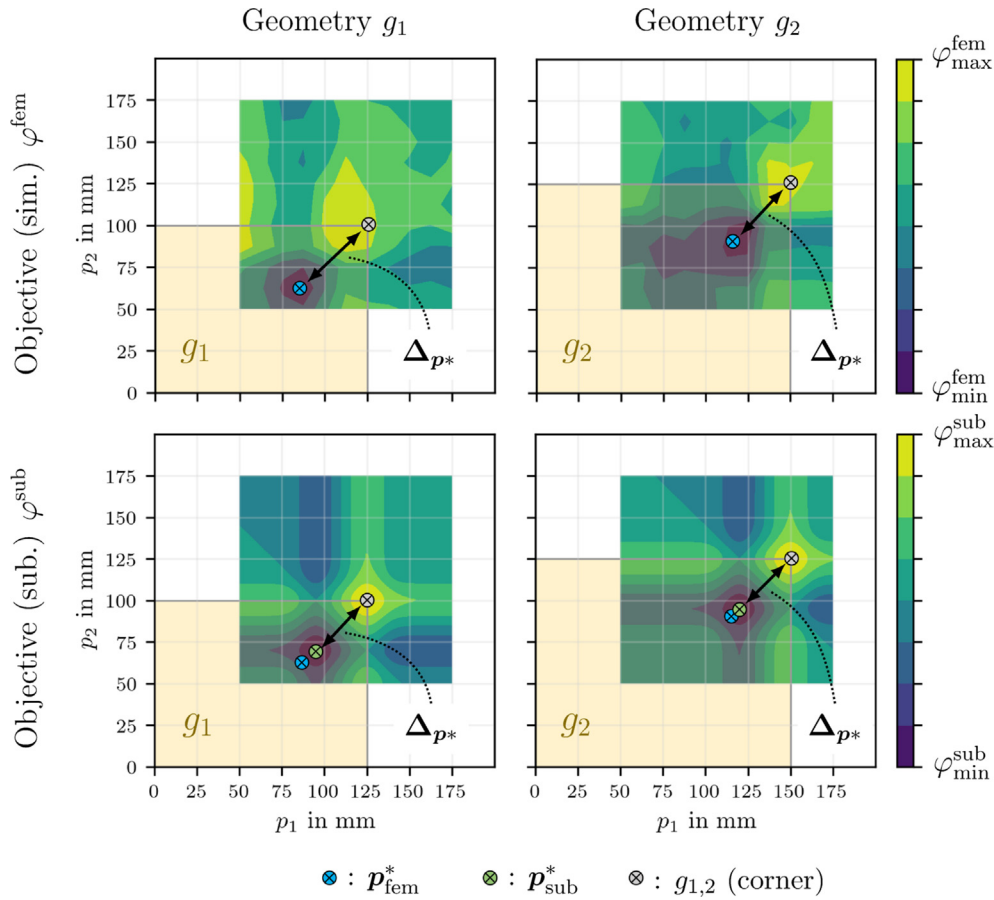 Geometry g₁
Geometry g₂
Objective (sim.) φᶠᵉᵐ
p₂ in mm
175
150
125
100
75
50
25
0
g₁
Δₚ*
g₂
Δₚ*
φᶠᵉᵐmax
φᶠᵉᵐmin
Objective (sub.) φˢᵘᵇ
p₂ in mm
175
150
125
100
75
50
25
0
g₁
Δₚ*
g₂
Δₚ*
φˢᵘᵇmax
φˢᵘᵇmin
0 25 50 75 100 125 150 175
0 25 50 75 100 125 150 175
p₁ in mm
p₁ in mm
: p*fem : p*sub : g₁,₂ (corner)